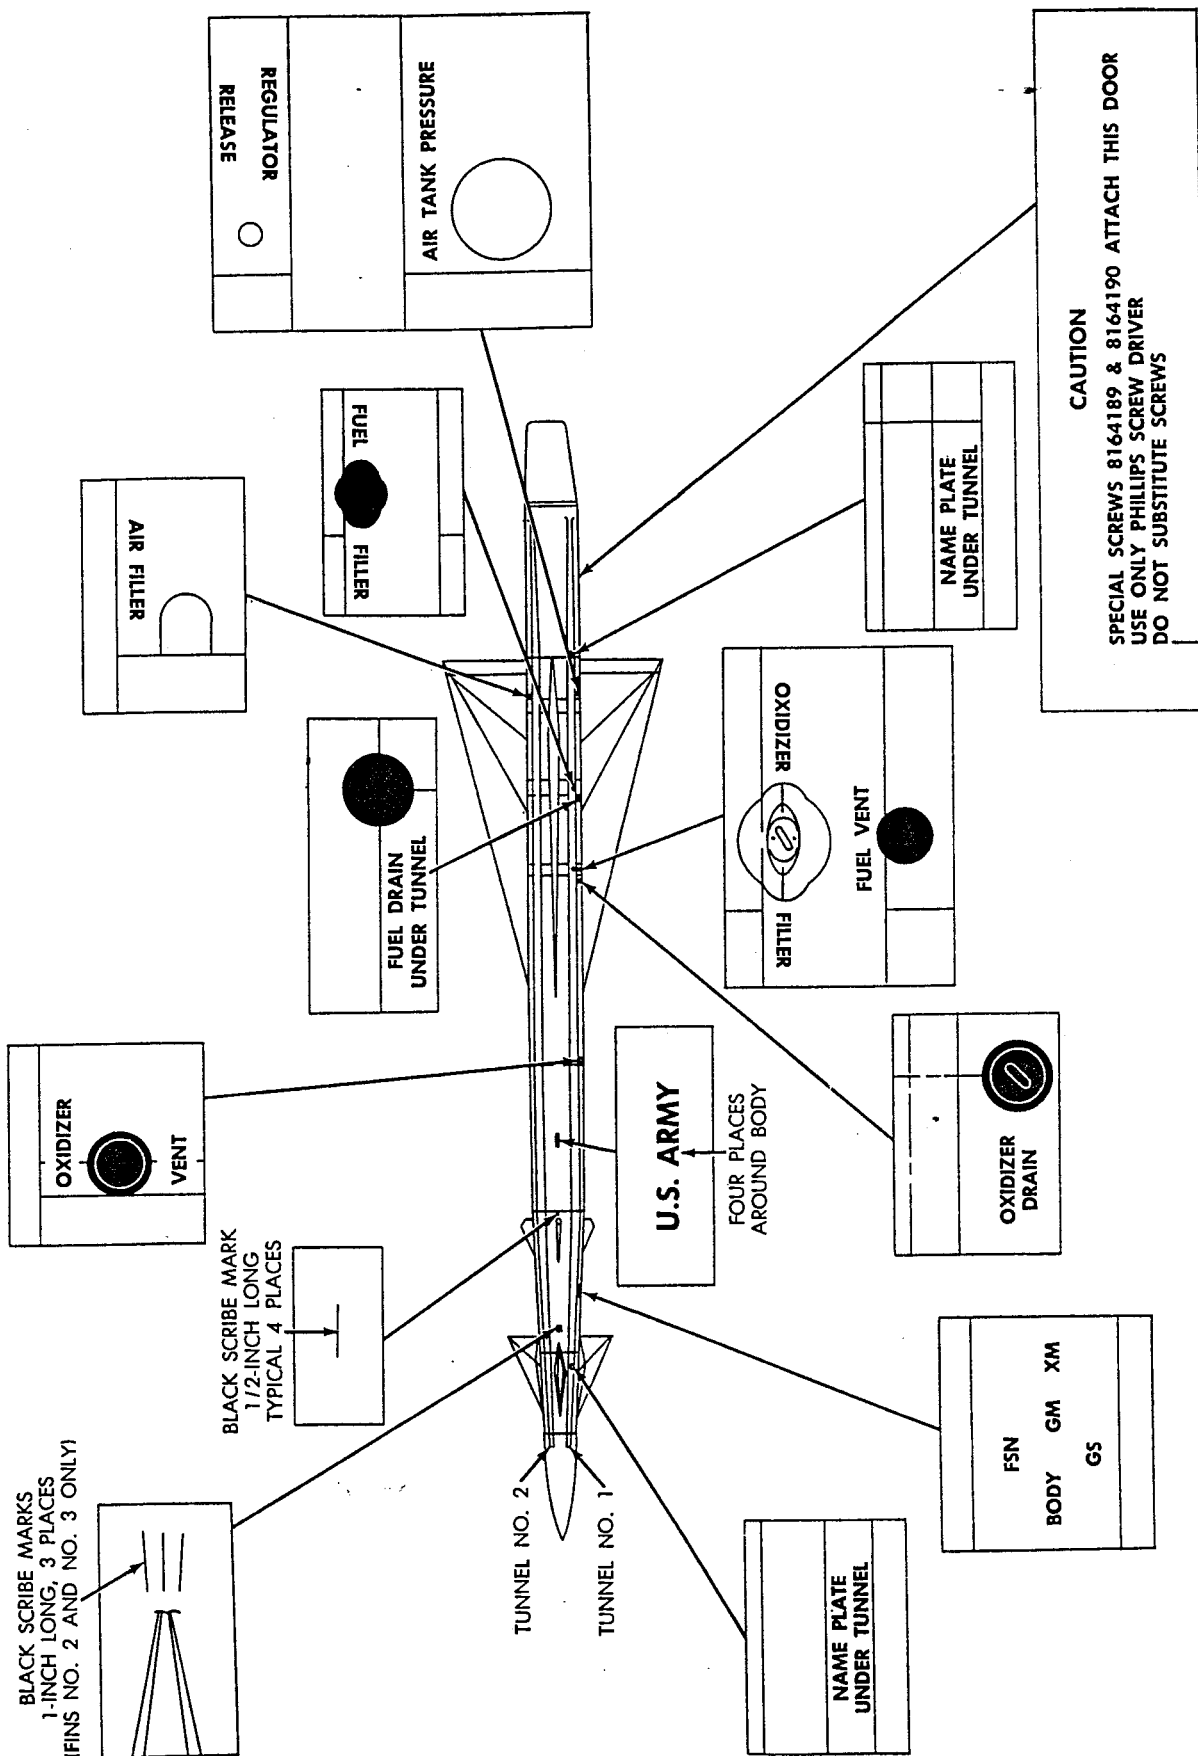 BLACK SCRIBE MARKS
1-INCH LONG, 3 PLACES
(FINS NO. 2 AND NO. 3 ONLY)
BLACK SCRIBE MARK
1/2-INCH LONG
TYPICAL 4 PLACES
OXIDIZER
VENT
FUEL DRAIN
UNDER TUNNEL
AIR FILLER
FILLER
FUEL
REGULATOR
RELEASE
AIR TANK PRESSURE
TUNNEL NO. 2
TUNNEL NO. 1
U.S. ARMY
FOUR PLACES
AROUND BODY
FILLER
OXIDIZER
FUEL VENT
NAME PLATE
UNDER TUNNEL
CAUTION
SPECIAL SCREWS 8164189 & 8164190 ATTACH THIS DOOR
USE ONLY PHILLIPS SCREW DRIVER
DO NOT SUBSTITUTE SCREWS
NAME PLATE
UNDER TUNNEL
FSN
BODY GM XM
GS
OXIDIZER
DRAIN